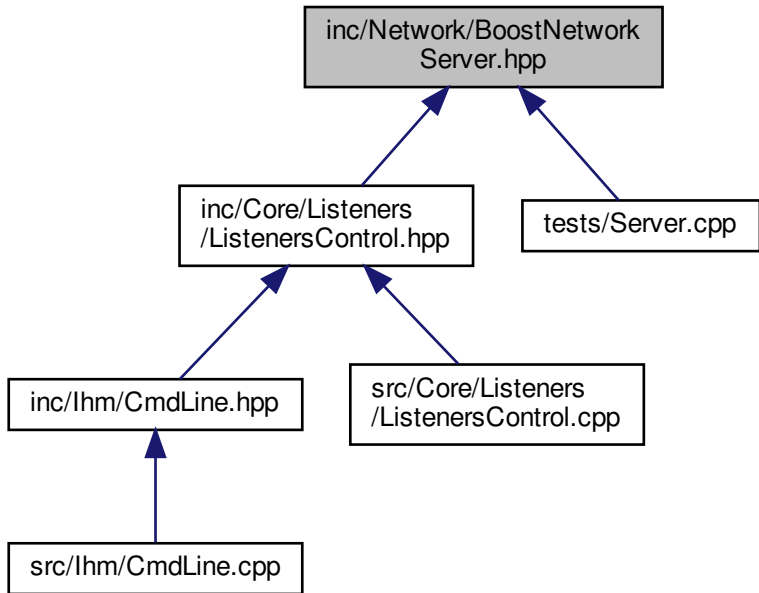 inc/Network/BoostNetwork
Server.hpp
inc/Core/Listeners
/ListenersControl.hpp
tests/Server.cpp
inc/Ihm/CmdLine.hpp
src/Core/Listeners
/ListenersControl.cpp
src/Ihm/CmdLine.cpp